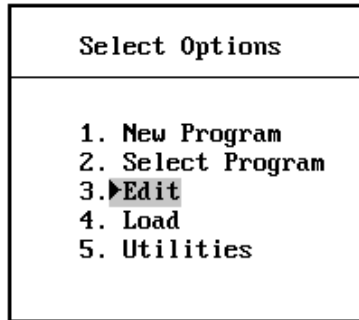 Select Options
1. New Program
2. Select Program
3.▶Edit
4. Load
5. Utilities